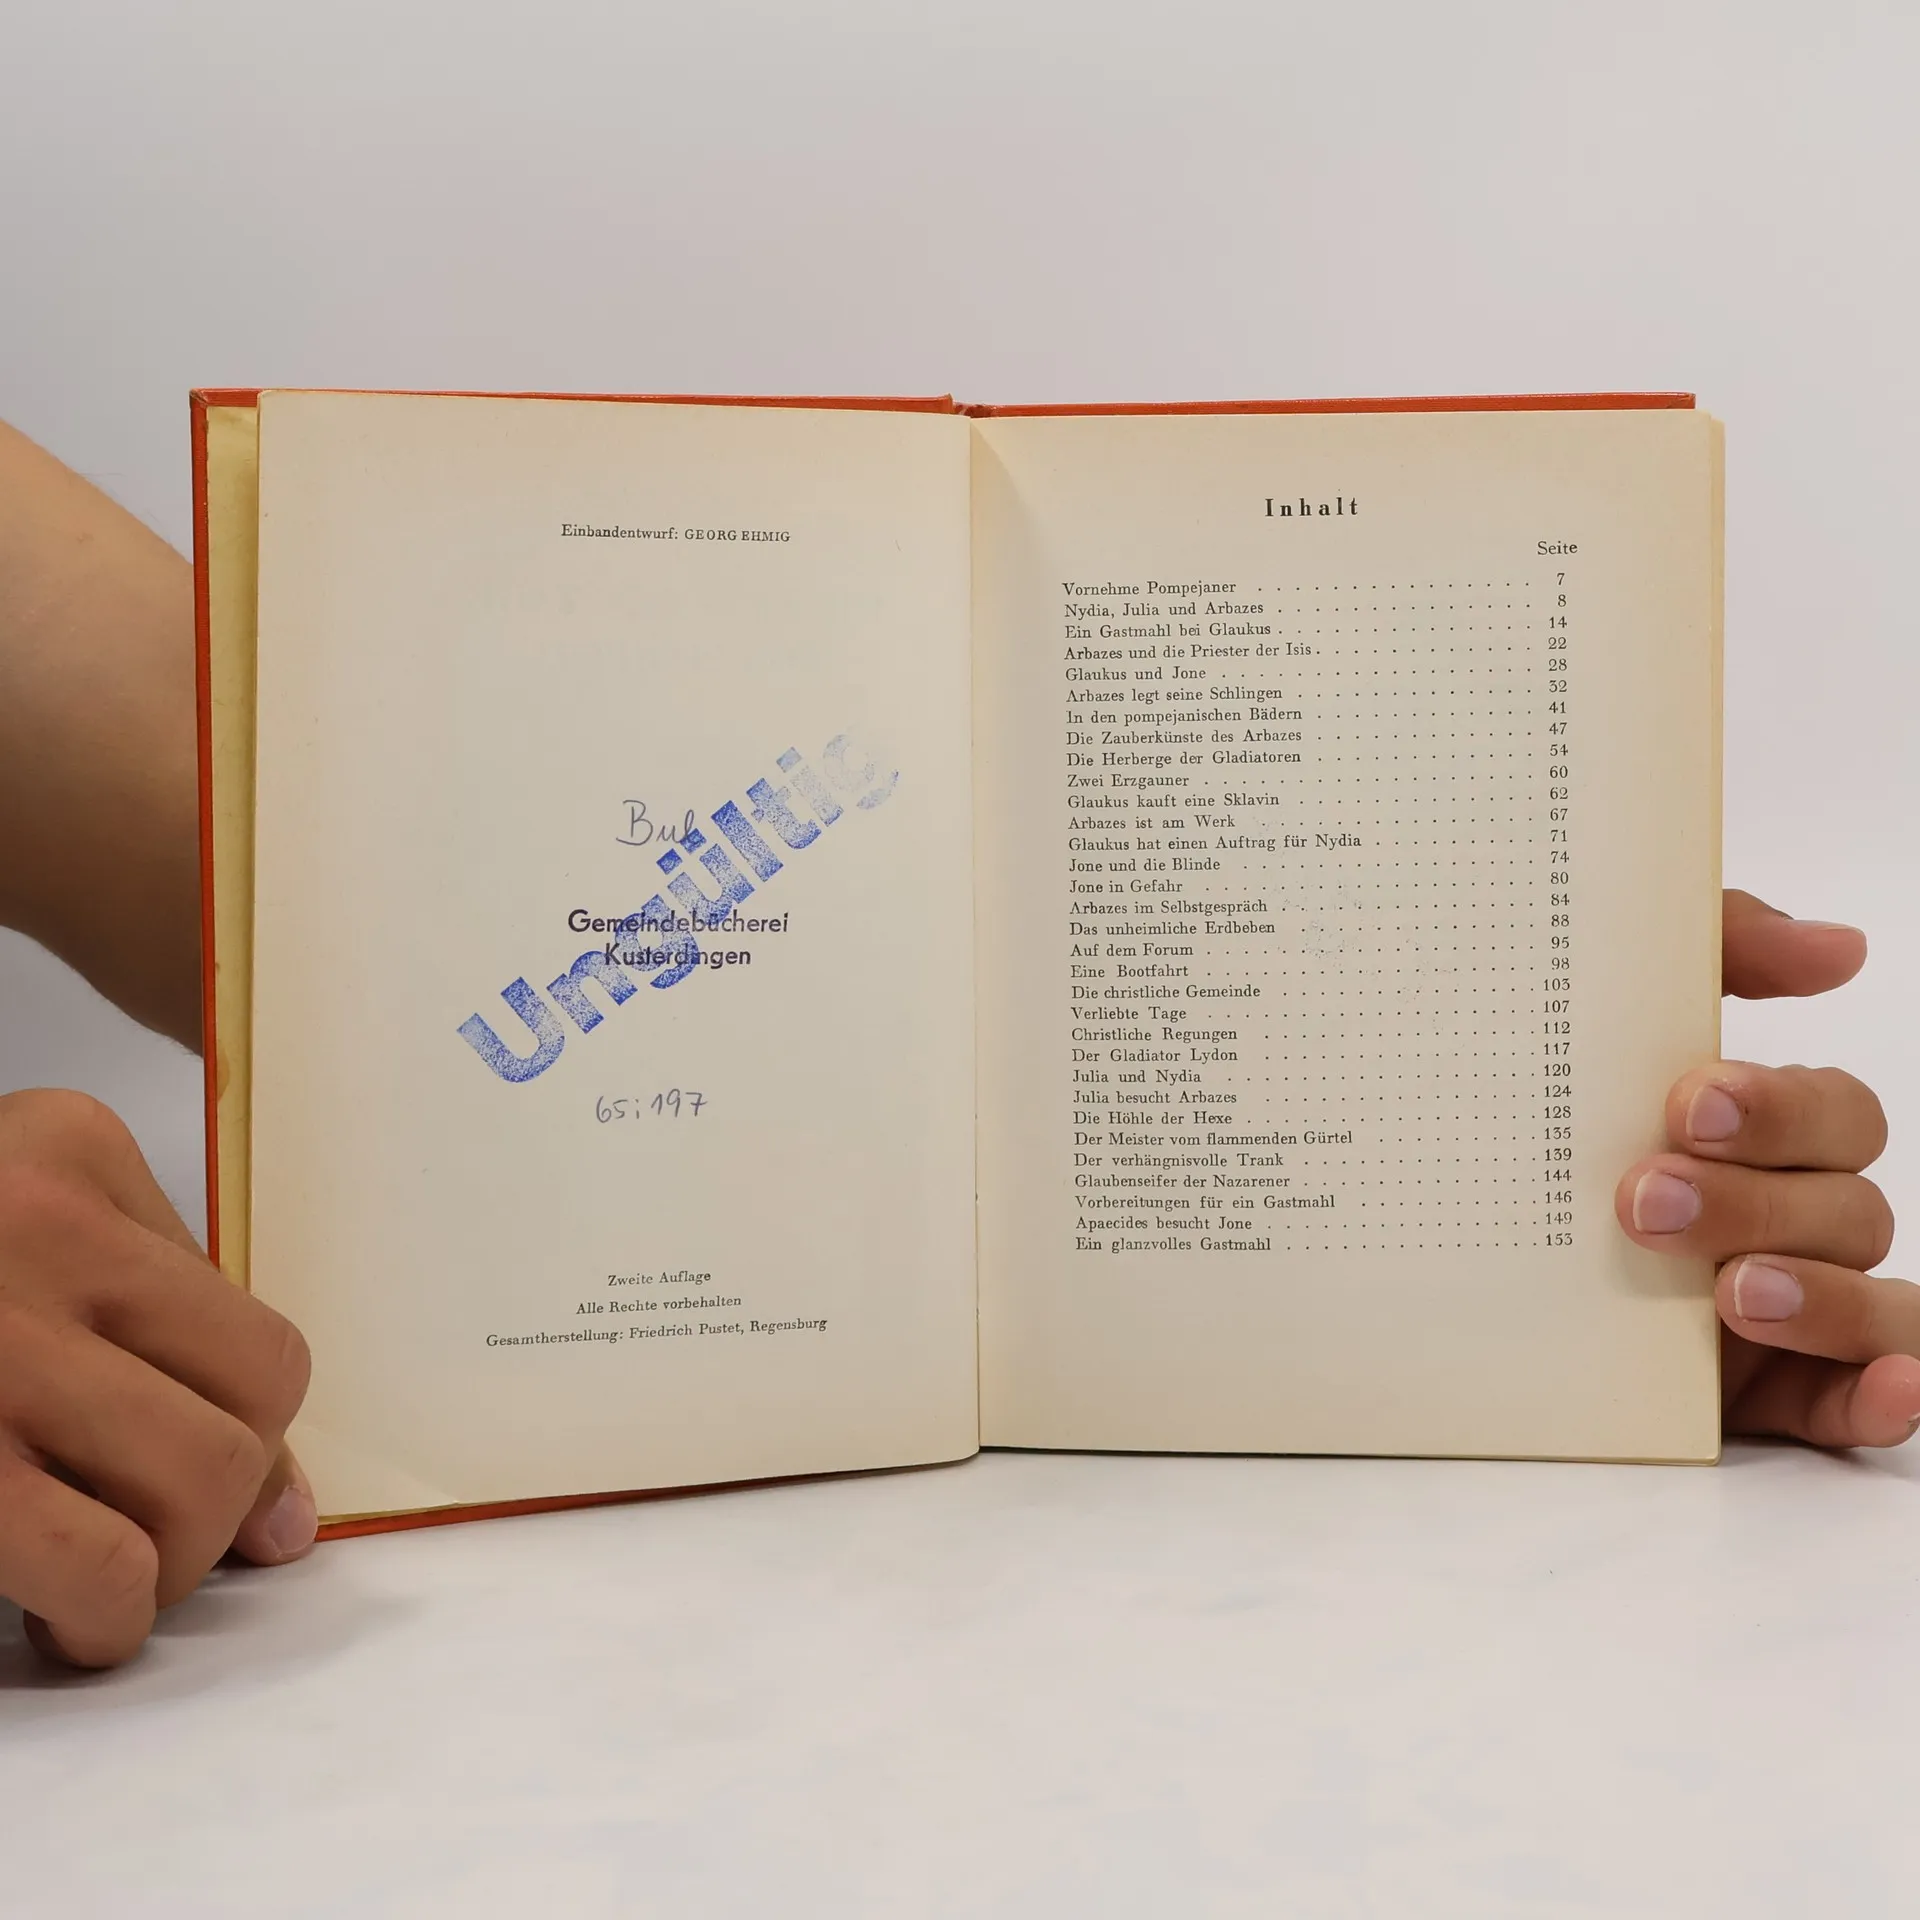 Einbandentwurf: GEORG EHMIG
Bul
Ungültig
Gemeindebücherei
Kusterdingen
65:197
Zweite Auflage
Alle Rechte vorbehalten
Gesamtherstellung: Friedrich Pustet, Regensburg
Inhalt
Seite
Vornehme Pompejaner . . . . . . . . . . . . . . . 7
Nydia, Julia und Arbazes . . . . . . . . . . . . . . 8
Ein Gastmahl bei Glaukus . . . . . . . . . . . . . . 14
Arbazes und die Priester der Isis . . . . . . . . . . . . 22
Glaukus und Jone . . . . . . . . . . . . . . . . . 28
Arbazes legt seine Schlingen . . . . . . . . . . . . . 32
In den pompejanischen Bädern . . . . . . . . . . . . 41
Die Zauberkünste des Arbazes . . . . . . . . . . . . 47
Die Herberge der Gladiatoren . . . . . . . . . . . . 54
Zwei Erzgauner . . . . . . . . . . . . . . . . . . 60
Glaukus kauft eine Sklavin . . . . . . . . . . . . . 62
Arbazes ist am Werk . . . . . . . . . . . . . . . 67
Glaukus hat einen Auftrag für Nydia . . . . . . . . . 71
Jone und die Blinde . . . . . . . . . . . . . . . . 74
Jone in Gefahr . . . . . . . . . . . . . . . . . . 80
Arbazes im Selbstgespräch . . . . . . . . . . . . . . 84
Das unheimliche Erdbeben . . . . . . . . . . . . . 88
Auf dem Forum . . . . . . . . . . . . . . . . . . 95
Eine Bootfahrt . . . . . . . . . . . . . . . . . . 98
Die christliche Gemeinde . . . . . . . . . . . . . . 103
Verliebte Tage . . . . . . . . . . . . . . . . . . 107
Christliche Regungen . . . . . . . . . . . . . . . 112
Der Gladiator Lydon . . . . . . . . . . . . . . . 117
Julia und Nydia . . . . . . . . . . . . . . . . . 120
Julia besucht Arbazes . . . . . . . . . . . . . . . 124
Die Höhle der Hexe . . . . . . . . . . . . . . . . 128
Der Meister vom flammenden Gürtel . . . . . . . . . 135
Der verhängnisvolle Trank . . . . . . . . . . . . . 139
Glaubenseifer der Nazarener . . . . . . . . . . . . . 144
Vorbereitungen für ein Gastmahl . . . . . . . . . . 146
Apaecides besucht Jone . . . . . . . . . . . . . . . 149
Ein glanzvolles Gastmahl . . . . . . . . . . . . . . 153